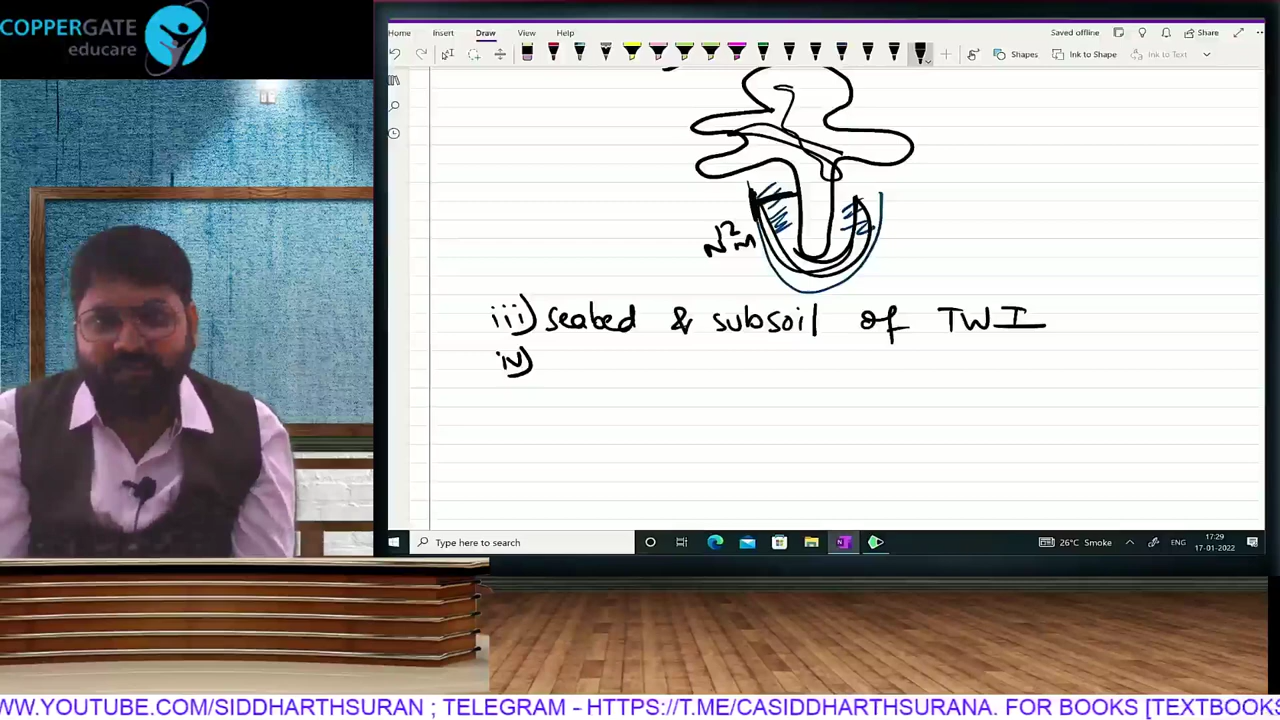 COPPERGATE
educare
Home Insert Draw View Help
Saved offline
Share
Shapes
Ink to Shape
Ink to Text
N²m
iii) seabed & subsoil of TWI
iv)
Type here to search
26°C Smoke
ENG
17:29
17-01-2022
WW.YOUTUBE.COM/SIDDHARTHSURAN ; TELEGRAM - HTTPS://T.ME/CASIDDHARTHSURANA. FOR BOOKS [TEXTBOOKS